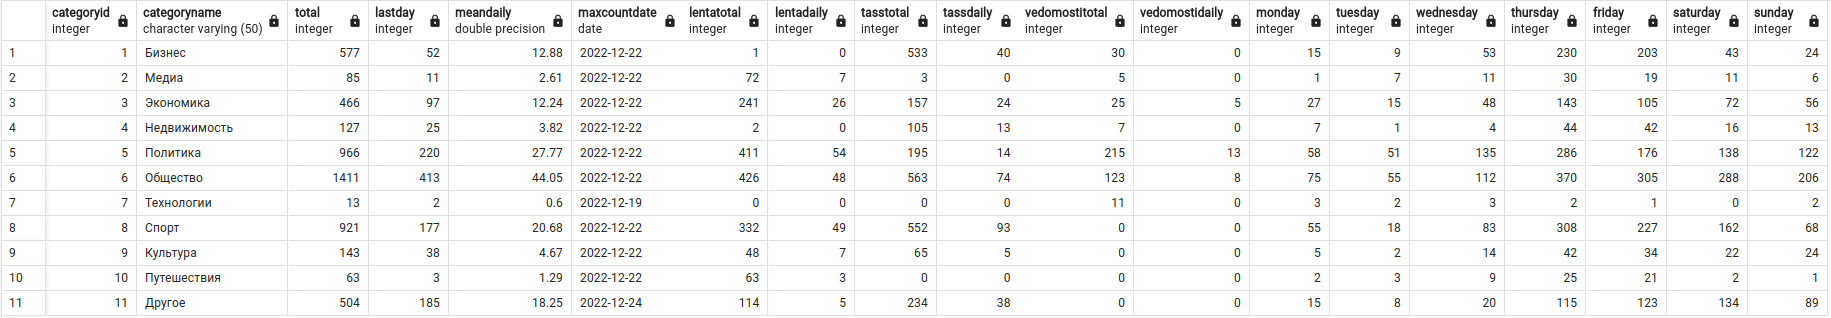 categoryid categoryname total lastday meandaily maxcountdate lentatotal lentadaily tasstotal tassdaily vedomostitotal vedomostidaily monday tuesday wednesday thursday friday saturday sunday
integer character varying (50) integer integer double precision date integer integer integer integer integer integer integer integer integer integer integer integer integer
1 1 Бизнес 577 52 12.88 2022-12-22 1 0 533 40 30 0 15 9 53 230 203 43 24
2 2 Медиа 85 11 2.61 2022-12-22 72 7 3 0 5 0 1 7 11 30 19 11 6
3 3 Экономика 466 97 12.24 2022-12-22 241 26 157 24 25 5 27 15 48 143 105 72 56
4 4 Недвижимость 127 25 3.82 2022-12-22 2 0 105 13 7 0 7 1 4 44 42 16 13
5 5 Политика 966 220 27.77 2022-12-22 411 54 195 14 215 13 58 51 135 286 176 138 122
6 6 Общество 1411 413 44.05 2022-12-22 426 48 563 74 123 8 75 55 112 370 305 288 206
7 7 Технологии 13 2 0.6 2022-12-19 0 0 0 0 11 0 3 2 3 2 1 0 2
8 8 Спорт 921 177 20.68 2022-12-22 332 49 552 93 0 0 55 18 83 308 227 162 68
9 9 Культура 143 38 4.67 2022-12-22 48 7 65 5 0 0 5 2 14 42 34 22 24
10 10 Путешествия 63 3 1.29 2022-12-22 63 3 0 0 0 0 2 3 9 25 21 2 1
11 11 Другое 504 185 18.25 2022-12-24 114 5 234 38 0 0 15 8 20 115 123 134 89